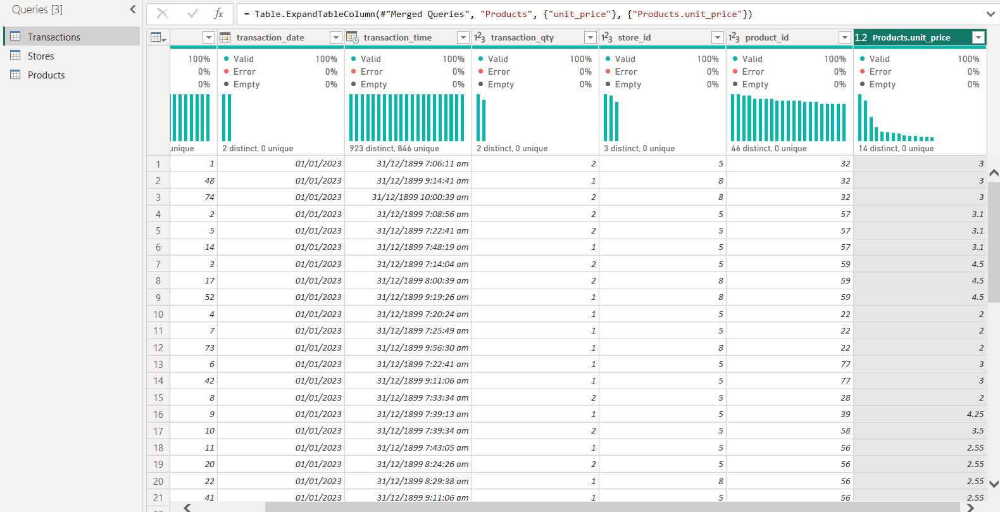 Queries [3]
Transactions
Stores
Products
fx
= Table.ExpandTableColumn(#"Merged Queries", "Products", {"unit_price"}, {"Products.unit_price"})
transaction_date transaction_time 123 transaction_qty 123 store_id 123 product_id 1.2 Products.unit_price
100% Valid 100% Valid 100% Valid 100% Valid 100% Valid 100% Valid 100%
0% Error 0% Error 0% Error 0% Error 0% Error 0% Error 0%
0% Empty 0% Empty 0% Empty 0% Empty 0% Empty 0% Empty 0%
unique 2 distinct, 0 unique 923 distinct, 846 unique 2 distinct, 0 unique 3 distinct, 0 unique 46 distinct, 0 unique 14 distinct, 0 unique
1 1 01/01/2023 31/12/1899 7:06:11 am 2 5 32 3
2 48 01/01/2023 31/12/1899 9:14:41 am 1 8 32 3
3 74 01/01/2023 31/12/1899 10:00:39 am 2 8 32 3
4 2 01/01/2023 31/12/1899 7:08:56 am 2 5 57 3.1
5 5 01/01/2023 31/12/1899 7:22:41 am 2 5 57 3.1
6 14 01/01/2023 31/12/1899 7:48:19 am 1 5 57 3.1
7 3 01/01/2023 31/12/1899 7:14:04 am 2 5 59 4.5
8 17 01/01/2023 31/12/1899 8:00:39 am 2 8 59 4.5
9 52 01/01/2023 31/12/1899 9:19:26 am 1 8 59 4.5
10 4 01/01/2023 31/12/1899 7:20:24 am 1 5 22 2
11 7 01/01/2023 31/12/1899 7:25:49 am 1 5 22 2
12 73 01/01/2023 31/12/1899 9:56:30 am 1 8 22 2
13 6 01/01/2023 31/12/1899 7:22:41 am 1 5 77 3
14 42 01/01/2023 31/12/1899 9:11:06 am 1 5 77 3
15 8 01/01/2023 31/12/1899 7:33:34 am 2 5 28 2
16 9 01/01/2023 31/12/1899 7:39:13 am 1 5 39 4.25
17 10 01/01/2023 31/12/1899 7:39:34 am 2 5 58 3.5
18 11 01/01/2023 31/12/1899 7:43:05 am 1 5 56 2.55
19 20 01/01/2023 31/12/1899 8:24:26 am 2 5 56 2.55
20 22 01/01/2023 31/12/1899 8:29:38 am 1 8 56 2.55
21 41 01/01/2023 31/12/1899 9:11:06 am 1 5 56 2.55